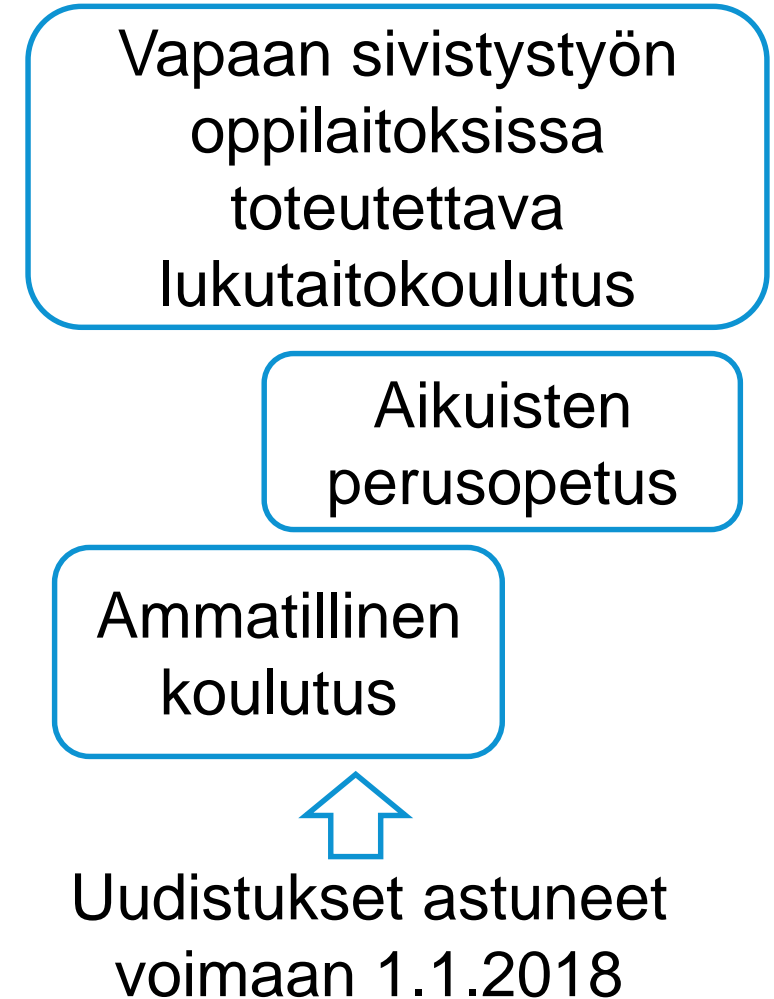 Vapaan sivistystyön
oppilaitoksissa
toteutettava
lukutaitokoulutus
Aikuisten
perusopetus
Ammatillinen
koulutus
Uudistukset astuneet
voimaan 1.1.2018